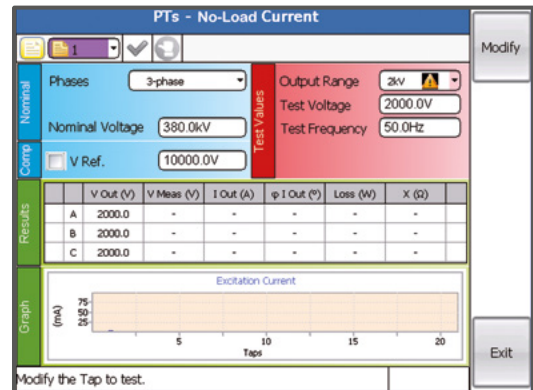 PTs - No-Load Current
1
Modify
Nominal
Phases 3-phase
Nominal Voltage 380.0kV
Test Values
Output Range 2kV
Test Voltage 2000.0V
Test Frequency 50.0Hz
Comp
V Ref. 10000.0V
Results
V Out (V) V Meas (V) I Out (A) φ I Out (º) Loss (W) X (Ω)
A 2000.0 - - - - -
B 2000.0 - - - - -
C 2000.0 - - - - -
Graph
Excitation Current
(mA)
75
50
25
5 10 15 20
Taps
Exit
Modify the Tap to test.